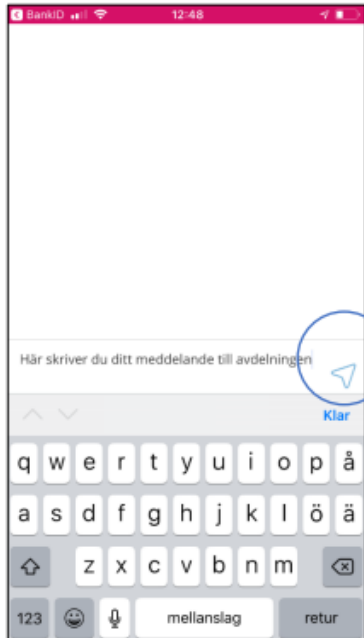 BankID 12:48
Här skriver du ditt meddelande till avdelningen
Klar
q w e r t y u i o p å
a s d f g h j k l ö ä
z x c v b n m
123 mellanslag retur